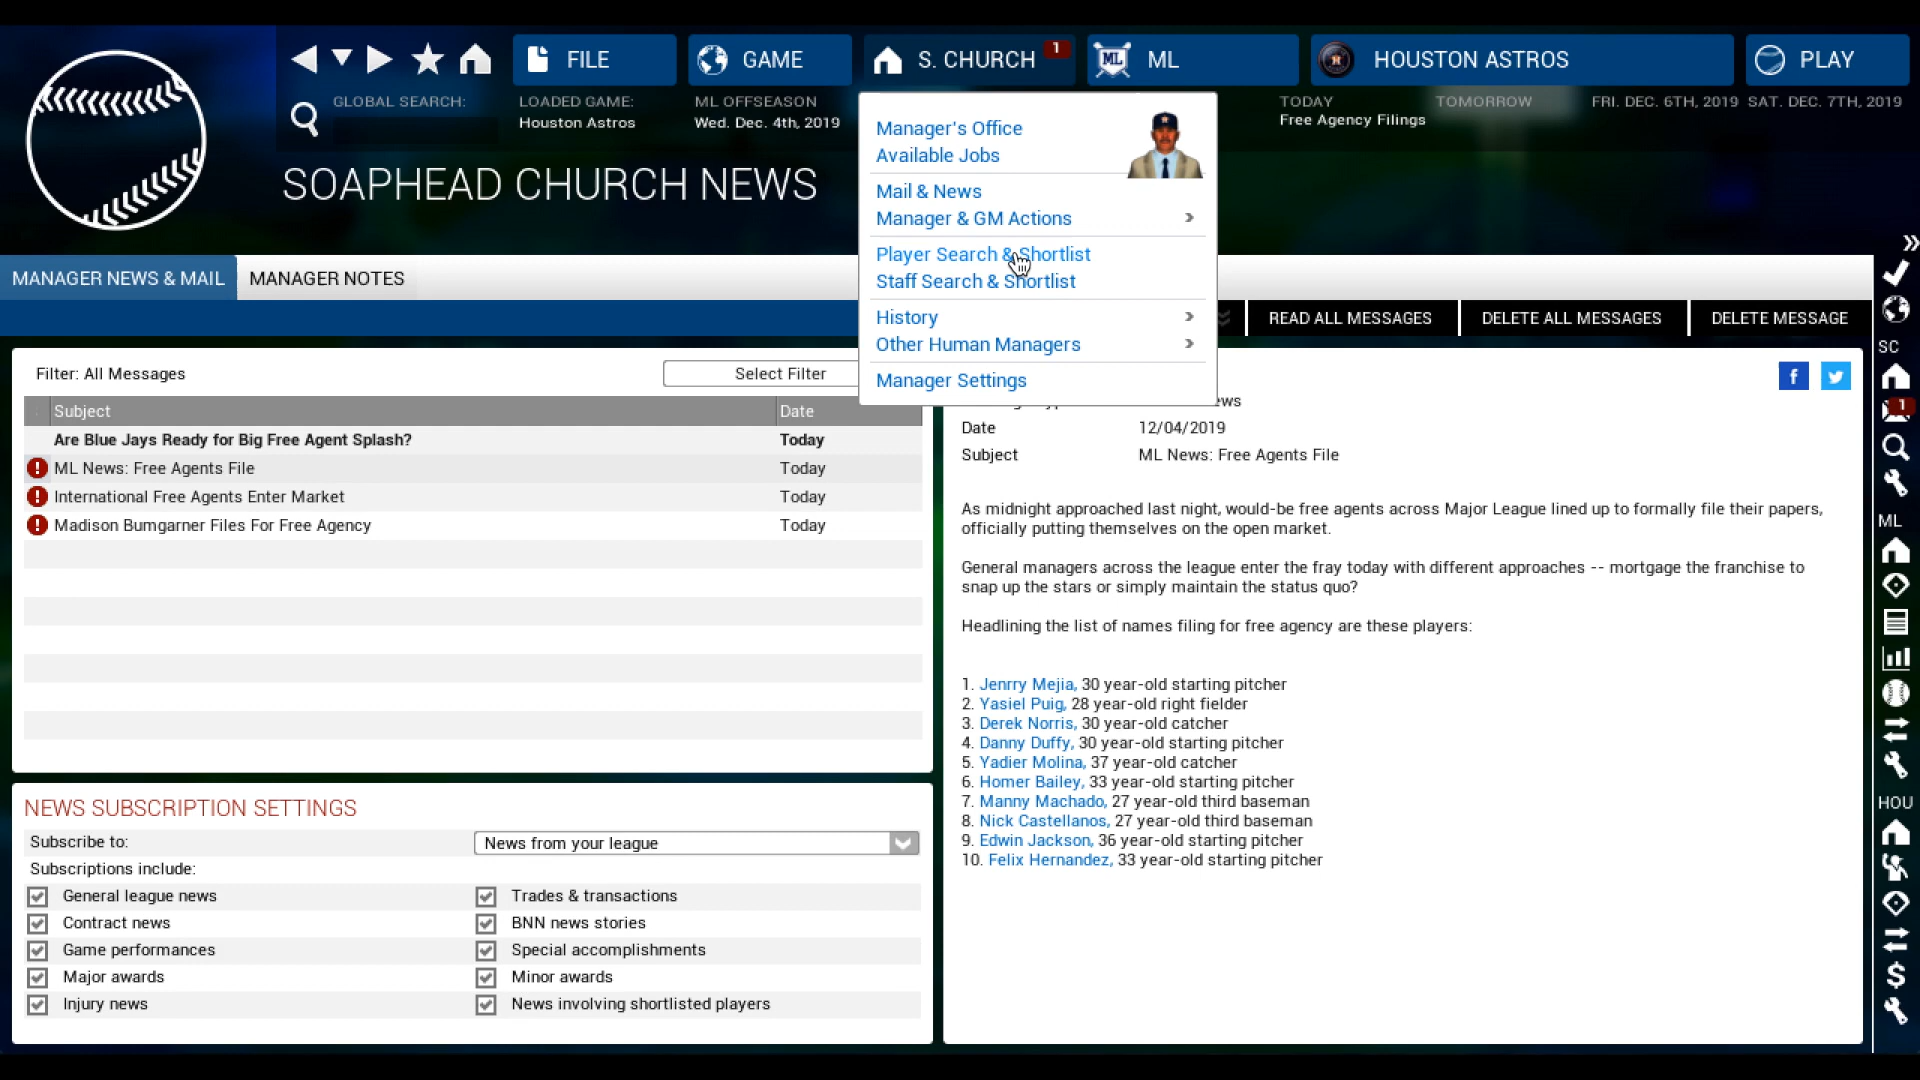 FILE
GAME
S. CHURCH
1
ML
ML
HOUSTON ASTROS
PLAY
GLOBAL SEARCH:
LOADED GAME:
Houston Astros
ML OFFSEASON
Wed. Dec. 4th, 2019
TODAY
Free Agency Filings
TOMORROW
FRI. DEC. 6TH, 2019
SAT. DEC. 7TH, 2019
SOAPHEAD CHURCH NEWS
Manager's Office
Available Jobs
Mail & News
Manager & GM Actions
Player Search & Shortlist
Staff Search & Shortlist
History
Other Human Managers
Manager Settings
MANAGER NEWS & MAIL
MANAGER NOTES
READ ALL MESSAGES
DELETE ALL MESSAGES
DELETE MESSAGE
Filter: All Messages
Select Filter
Subject
Date
Are Blue Jays Ready for Big Free Agent Splash?
Today
ML News: Free Agents File
Today
International Free Agents Enter Market
Today
Madison Bumgarner Files For Free Agency
Today
NEWS SUBSCRIPTION SETTINGS
Subscribe to:
News from your league
Subscriptions include:
General league news
Trades & transactions
Contract news
BNN news stories
Game performances
Special accomplishments
Major awards
Minor awards
Injury news
News involving shortlisted players
Date
12/04/2019
Subject
ML News: Free Agents File
As midnight approached last night, would-be free agents across Major League lined up to formally file their papers,
officially putting themselves on the open market.
General managers across the league enter the fray today with different approaches -- mortgage the franchise to
snap up the stars or simply maintain the status quo?
Headlining the list of names filing for free agency are these players:
1. Jenrry Mejia, 30 year-old starting pitcher
2. Yasiel Puig, 28 year-old right fielder
3. Derek Norris, 30 year-old catcher
4. Danny Duffy, 30 year-old starting pitcher
5. Yadier Molina, 37 year-old catcher
6. Homer Bailey, 33 year-old starting pitcher
7. Manny Machado, 27 year-old third baseman
8. Nick Castellanos, 27 year-old third baseman
9. Edwin Jackson, 36 year-old starting pitcher
10. Felix Hernandez, 33 year-old starting pitcher
SC
1
ML
HOU